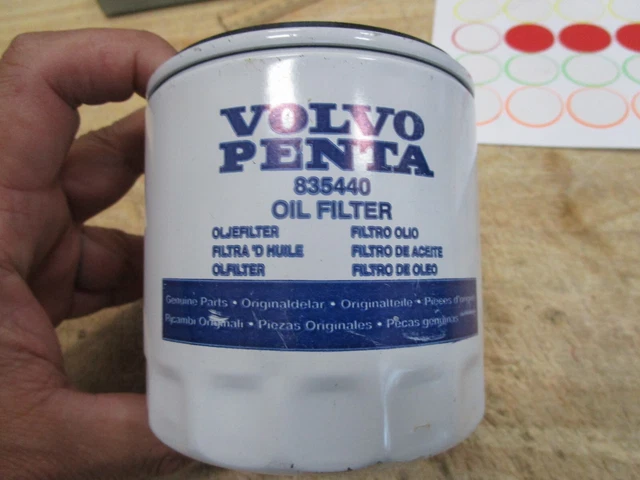 VOLVO
PENTA
835440
OIL FILTER
OLJEFILTER FILTRO OLIO
FILTRA 'D HUILE FILTRO DE ACEITE
OLFILTER FILTRO DE OLEO
Genuine Parts • Originaldelar • Originalteile • Pièces d'origine
Ricambi Originali • Piezas Originales • Peças genuinas